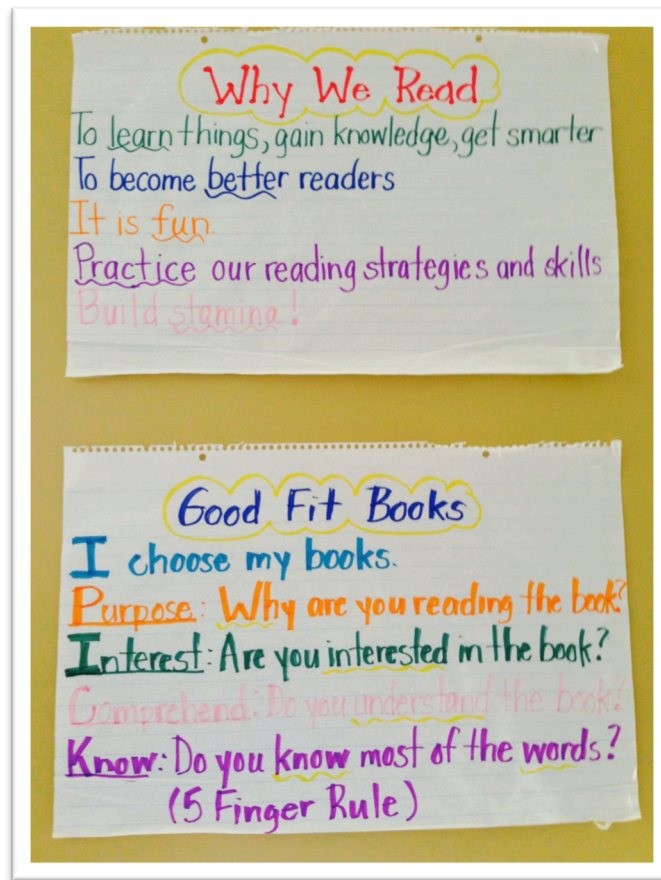 Why We Read
To learn things, gain knowledge, get smarter
To become better readers
It is fun.
Practice our reading strategies and skills
Build stamina!
Good Fit Books
I choose my books.
Purpose: Why are you reading the book?
Interest: Are you interested in the book?
Comprehend: Do you understand the book?
Know: Do you know most of the words?
(5 Finger Rule)